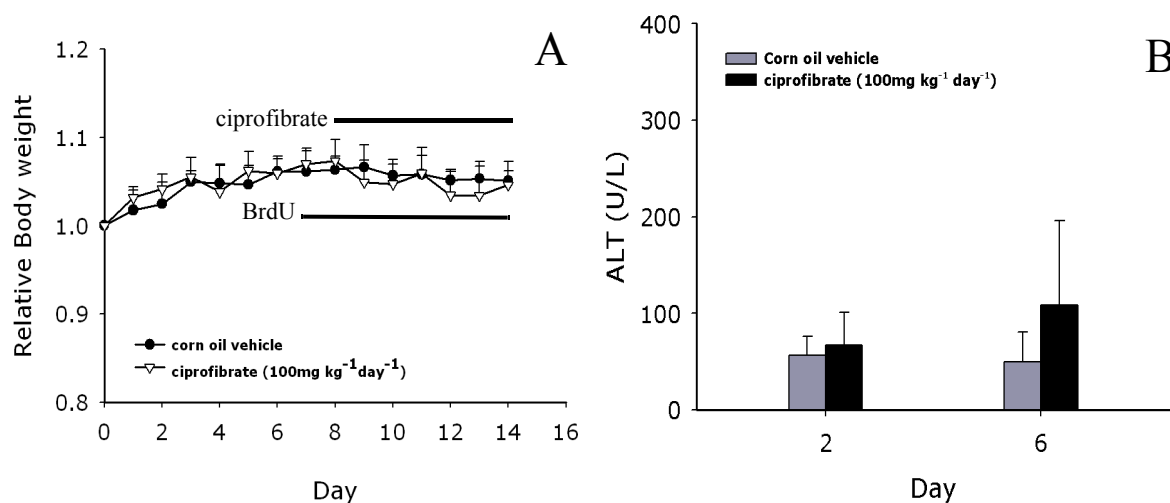 A
Relative Body weight
1.2
1.1
1.0
0.9
0.8
ciprofibrate
BrdU
corn oil vehicle
ciprofibrate (100mg kg⁻¹day⁻¹)
0 2 4 6 8 10 12 14 16
Day
B
ALT (U/L)
400
300
200
100
0
Corn oil vehicle
ciprofibrate (100mg kg⁻¹ day⁻¹)
2 6
Day